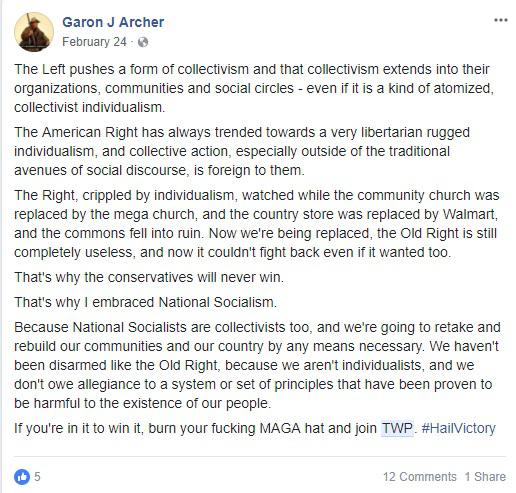 Garon J Archer
February 24 ·
The Left pushes a form of collectivism and that collectivism extends into their
organizations, communities and social circles - even if it is a kind of atomized,
collectivist individualism.
The American Right has always trended towards a very libertarian rugged
individualism, and collective action, especially outside of the traditional
avenues of social discourse, is foreign to them.
The Right, crippled by individualism, watched while the community church was
replaced by the mega church, and the country store was replaced by Walmart,
and the commons fell into ruin. Now we're being replaced, the Old Right is still
completely useless, and now it couldn't fight back even if it wanted too.
That's why the conservatives will never win.
That's why I embraced National Socialism.
Because National Socialists are collectivists too, and we're going to retake and
rebuild our communities and our country by any means necessary. We haven't
been disarmed like the Old Right, because we aren't individualists, and we
don't owe allegiance to a system or set of principles that have been proven to
be harmful to the existence of our people.
If you're in it to win it, burn your fucking MAGA hat and join TWP. #HailVictory
5
12 Comments 1 Share